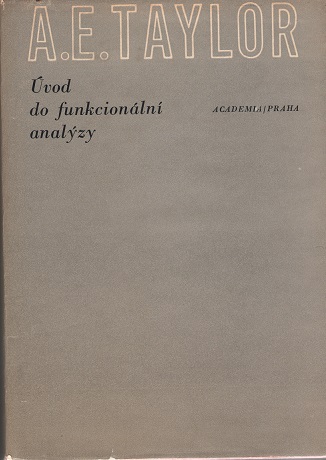 A.E.TAYLOR
Úvod
do funkcionální
analýzy
ACADEMIA/PRAHA